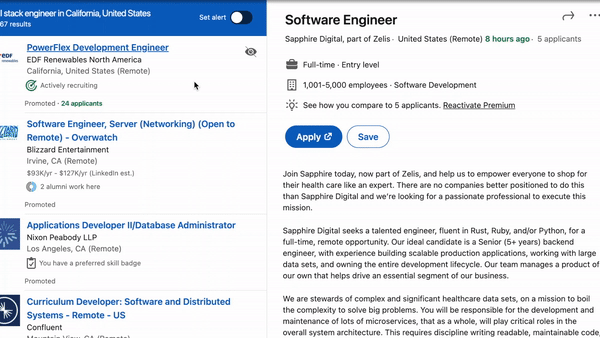 l stack engineer in California, United States
67 results
Set alert
PowerFlex Development Engineer
EDF Renewables North America
California, United States (Remote)
Actively recruiting
Promoted · 24 applicants
Software Engineer, Server (Networking) (Open to
Remote) - Overwatch
Blizzard Entertainment
Irvine, CA (Remote)
$93K/yr - $127K/yr (LinkedIn est.)
2 alumni work here
Promoted
Applications Developer II/Database Administrator
Nixon Peabody LLP
Los Angeles, CA (Remote)
You have a preferred skill badge
Promoted
Curriculum Developer: Software and Distributed
Systems - Remote - US
Confluent
Mountain View, CA (Remote)
Software Engineer
Sapphire Digital, part of Zelis · United States (Remote) 8 hours ago · 5 applicants
Full-time · Entry level
1,001-5,000 employees · Software Development
See how you compare to 5 applicants. Reactivate Premium
Apply
Save
Join Sapphire today, now part of Zelis, and help us to empower everyone to shop for
their health care like an expert. There are no companies better positioned to do this
than Sapphire Digital and we're looking for a passionate professional to execute this
mission.
Sapphire Digital seeks a talented engineer, fluent in Rust, Ruby, and/or Python, for a
full-time, remote opportunity. Our ideal candidate is a Senior (5+ years) backend
engineer, with experience building scalable production applications, working with large
data sets, and owning the entire development lifecycle. Our team manages a product of
our own that helps drive an essential segment of our business.
We are stewards of complex and significant healthcare data sets, on a mission to boil
the complexity to solve big problems. You will be responsible for the development and
maintenance of lots of microservices, that as a whole, will play critical roles in the
overall system architecture. This requires discipline writing readable, maintainable code,